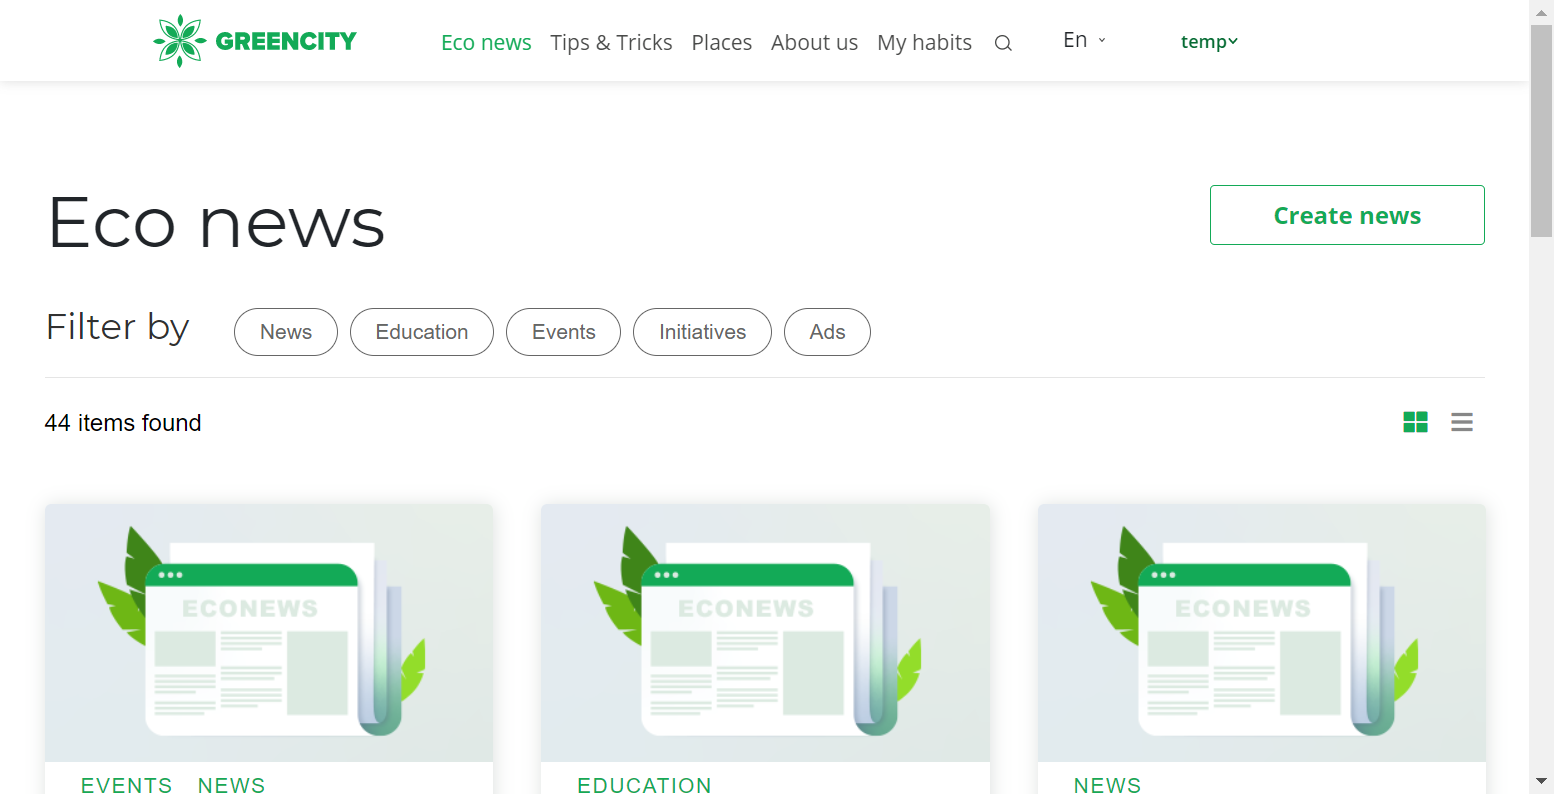 GREENCITY Eco news Tips & Tricks Places About us My habits En temp
Eco news Create news
Filter by News Education Events Initiatives Ads
44 items found
ECONEWS ECONEWS ECONEWS
EVENTS NEWS EDUCATION NEWS